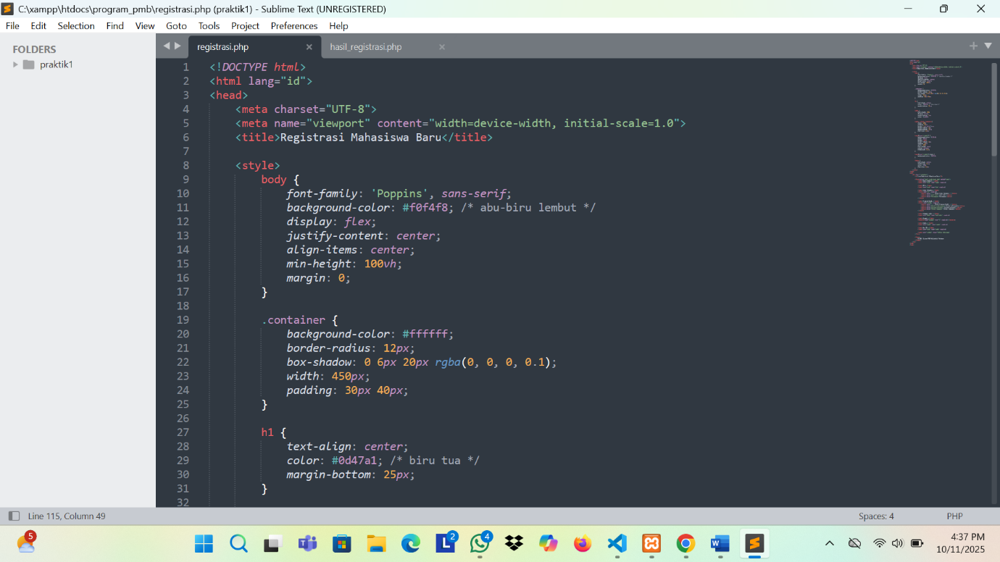 C:\xampp\htdocs\program_pmb\registrasi.php (praktik1) - Sublime Text (UNREGISTERED)
File Edit Selection Find View Goto Tools Project Preferences Help
FOLDERS
praktik1
registrasi.php hasil_registrasi.php
1 <!DOCTYPE html>
2 <html lang="id">
3 <head>
4     <meta charset="UTF-8">
5     <meta name="viewport" content="width=device-width, initial-scale=1.0">
6     <title>Registrasi Mahasiswa Baru</title>
7
8     <style>
9         body {
10             font-family: 'Poppins', sans-serif;
11             background-color: #f0f4f8; /* abu-biru lembut */
12             display: flex;
13             justify-content: center;
14             align-items: center;
15             min-height: 100vh;
16             margin: 0;
17         }
18
19         .container {
20             background-color: #ffffff;
21             border-radius: 12px;
22             box-shadow: 0 6px 20px rgba(0, 0, 0, 0.1);
23             width: 450px;
24             padding: 30px 40px;
25         }
26
27         h1 {
28             text-align: center;
29             color: #0d47a1; /* biru tua */
30             margin-bottom: 25px;
31         }
32
Line 115, Column 49 Spaces: 4 PHP
5 2 4
4:37 PM
10/11/2025